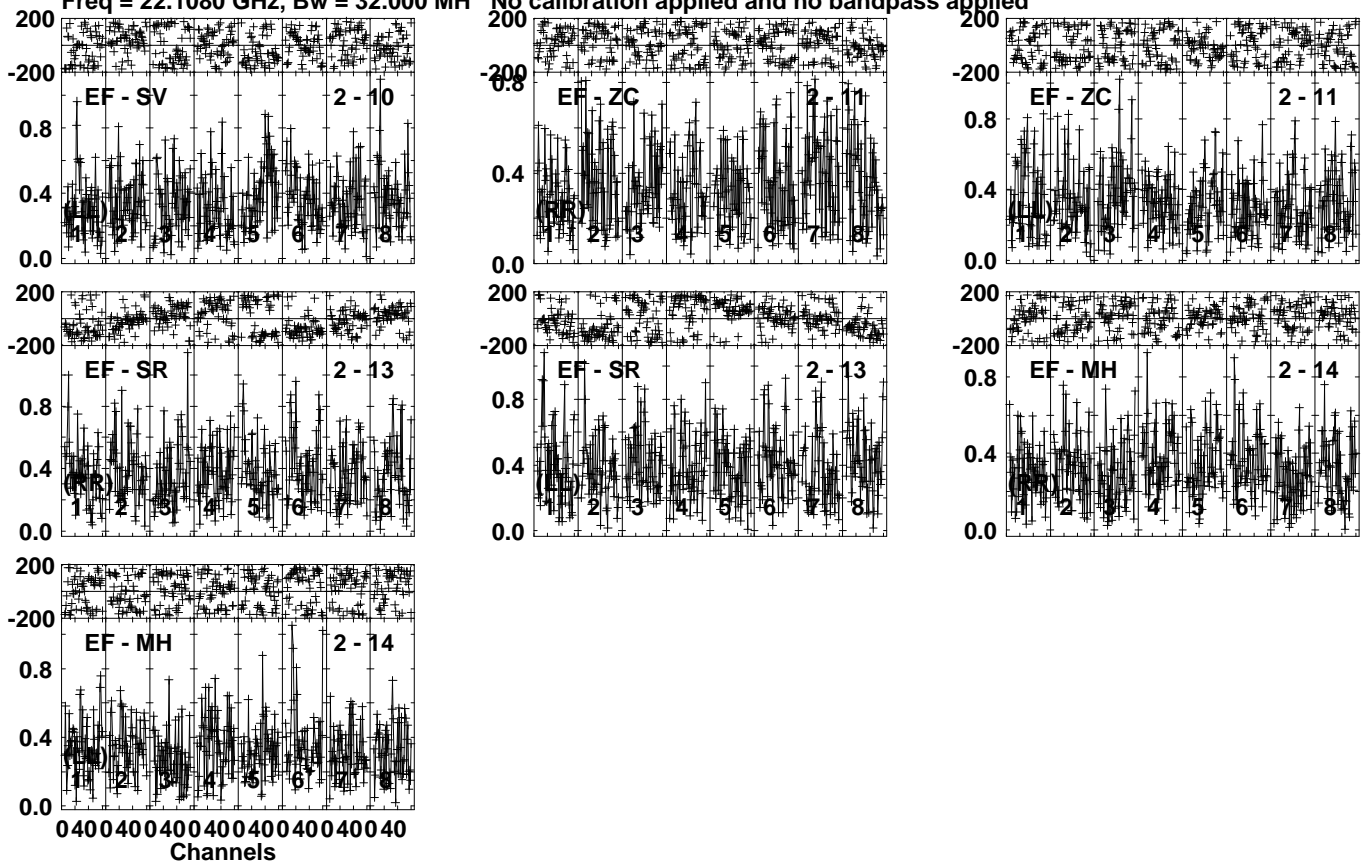 Freq = 22.1080 GHz, Bw = 32.000 MH No calibration applied and no bandpass applied
200 200 200
-200 -200 -200
EF - SV 2 - 10 EF - ZC 2 - 11 EF - ZC 2 - 11
0.8 0.8 0.8
0.4 0.4 0.4
(LL) (RR) (LL)
1 2 3 4 5 6 7 8 1 2 3 4 5 6 7 8 1 2 3 4 5 6 7 8
0.0 0.0 0.0
200 200 200
-200 -200 -200
EF - SR 2 - 13 EF - SR 2 - 13 EF - MH 2 - 14
0.8 0.8 0.8
0.4 0.4 0.4
(RR) (LL) (RR)
1 2 3 4 5 6 7 8 1 2 3 4 5 6 7 8 1 2 3 4 5 6 7 8
0.0 0.0 0.0
200
-200
EF - MH 2 - 14
0.8
0.4
(LL)
1 2 3 4 5 6 7 8
0.0
0 40 0 40 0 40 0 40 0 40 0 40 0 40 0 40
Channels